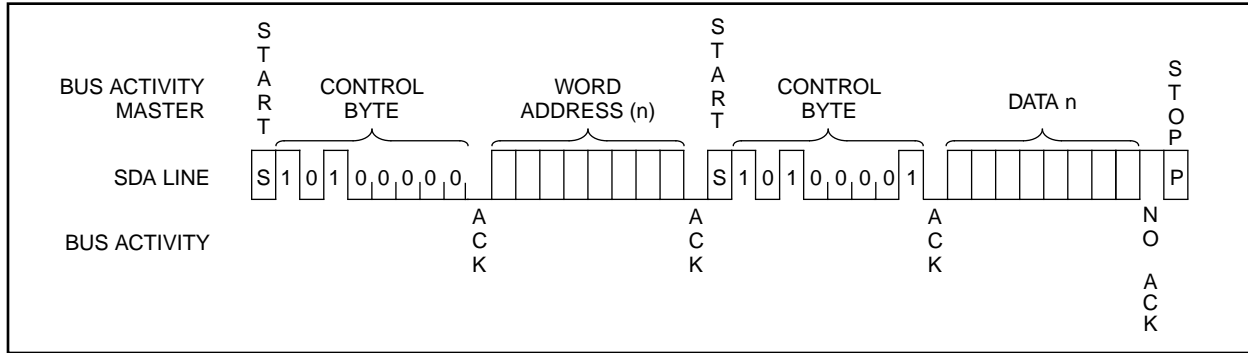 START
START
STOP
BUS ACTIVITY
MASTER
CONTROL
BYTE
WORD
ADDRESS (n)
CONTROL
BYTE
DATA n
SDA LINE
S 1 0 1 0 0 0 0 0
S 1 0 1 0 0 0 0 1
P
BUS ACTIVITY
ACK
ACK
ACK
NO ACK